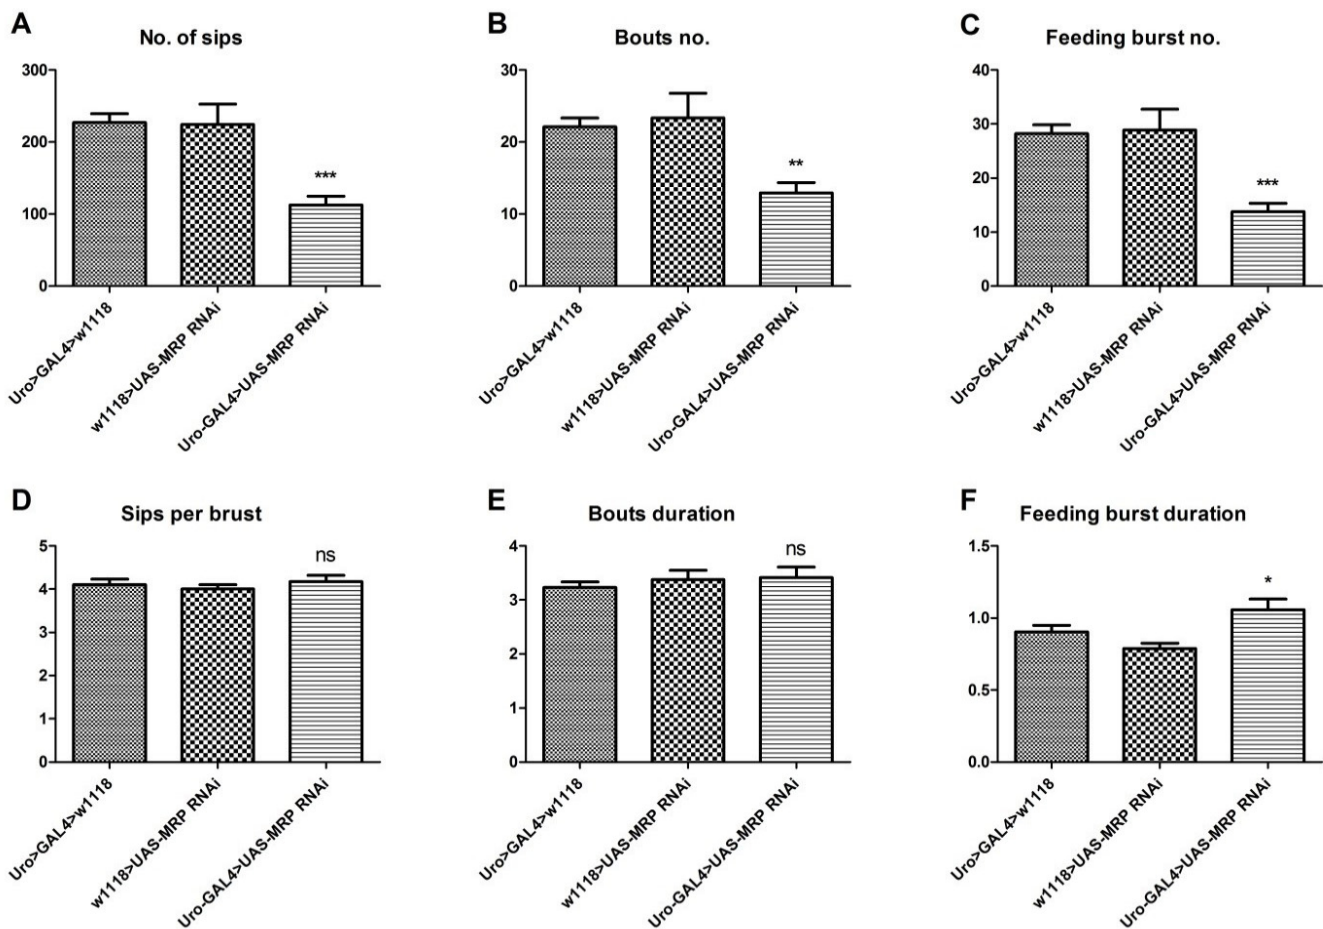 A
No. of sips
300
200
100
0
***
Uro>GAL4>w1118
w1118>UAS-MRP RNAi
Uro-GAL4>UAS-MRP RNAi
B
Bouts no.
30
20
10
0
**
Uro>GAL4>w1118
w1118>UAS-MRP RNAi
Uro-GAL4>UAS-MRP RNAi
C
Feeding burst no.
40
30
20
10
0
***
Uro>GAL4>w1118
w1118>UAS-MRP RNAi
Uro-GAL4>UAS-MRP RNAi
D
Sips per brust
5
4
3
4
2
1
0
ns
Uro>GAL4>w1118
w1118>UAS-MRP RNAi
Uro-GAL4>UAS-MRP RNAi
E
Bouts duration
4
3
2
1
0
ns
Uro>GAL4>w1118
w1118>UAS-MRP RNAi
Uro-GAL4>UAS-MRP RNAi
F
Feeding burst duration
1.5
1.0
0.5
0.0
*
Uro>GAL4>w1118
w1118>UAS-MRP RNAi
Uro-GAL4>UAS-MRP RNAi